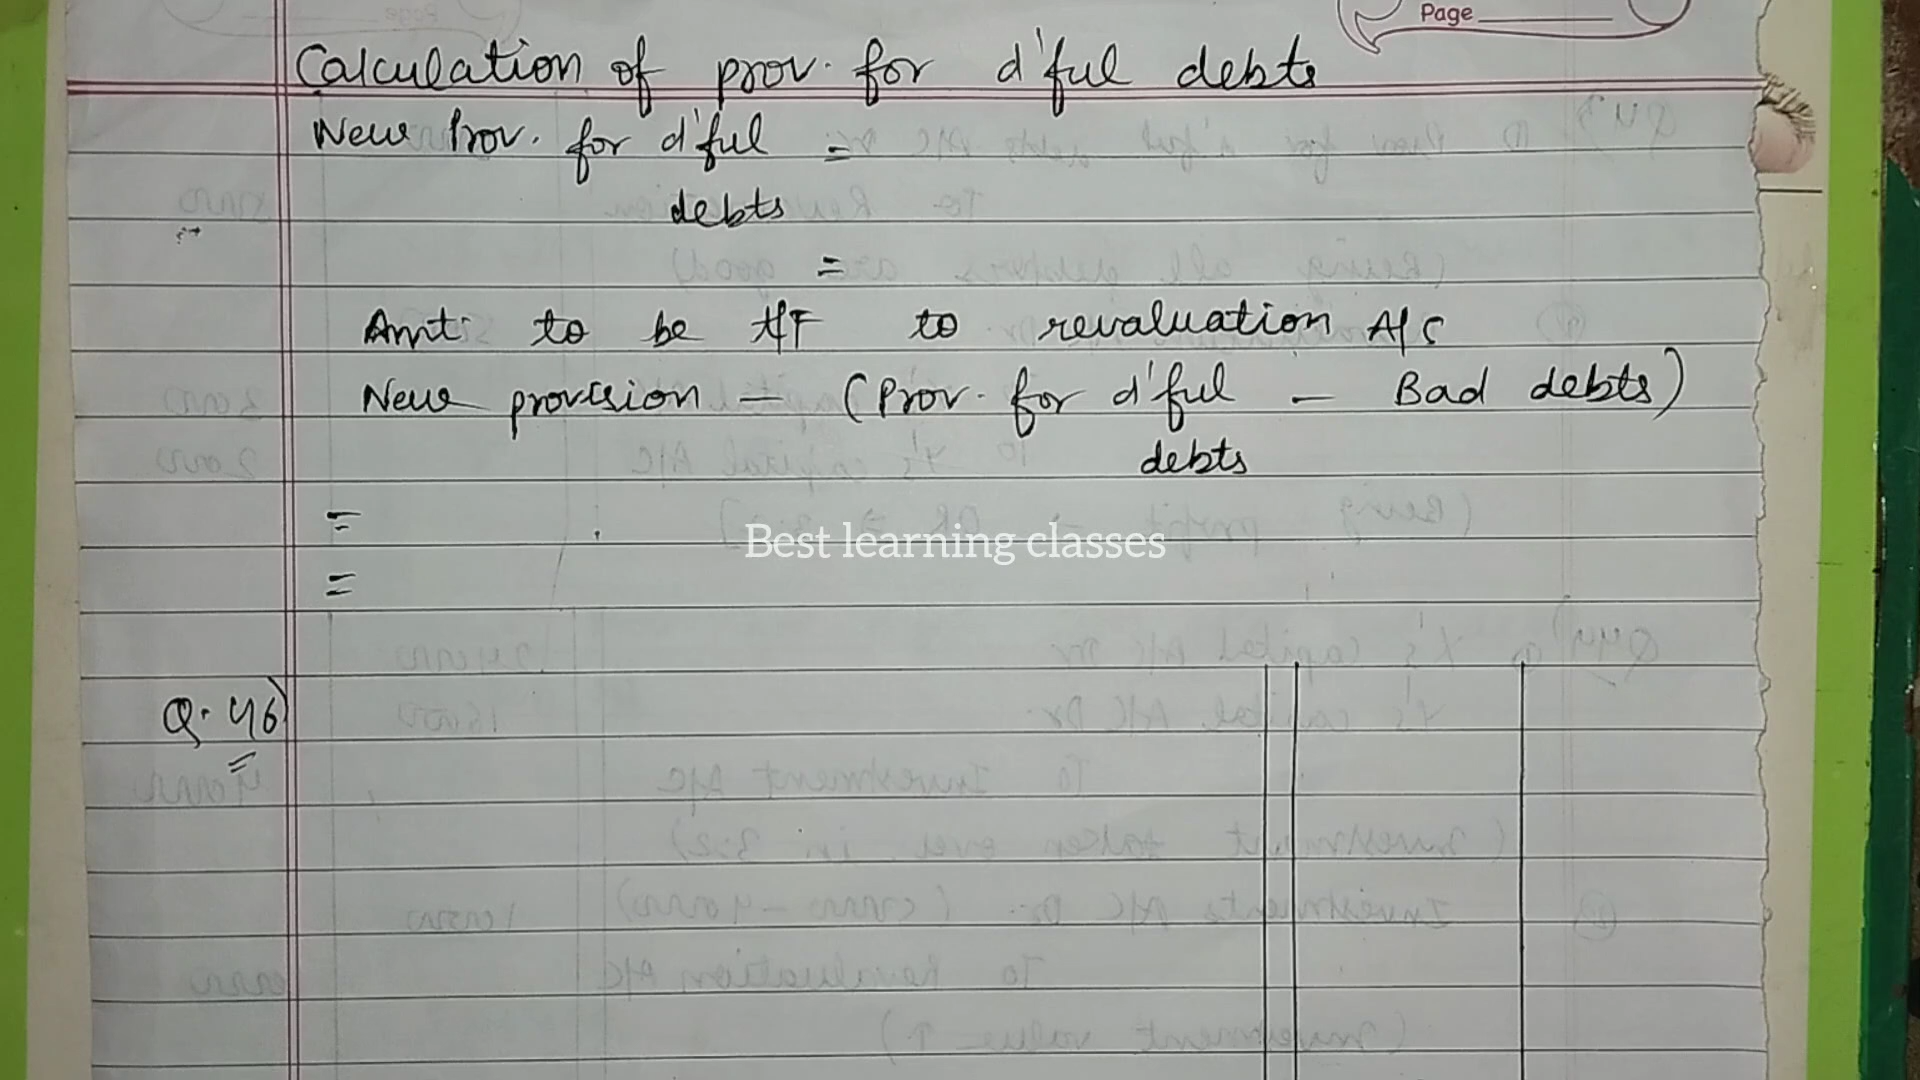 Page
Calculation of prov. for d'ful debts
New Prov. for d'ful =
debts
=
Amt. to be t/f to revaluation A/C
New provision - (Prov. for d'ful - Bad debts)
debts
=
Best learning classes
=
Q. 46)